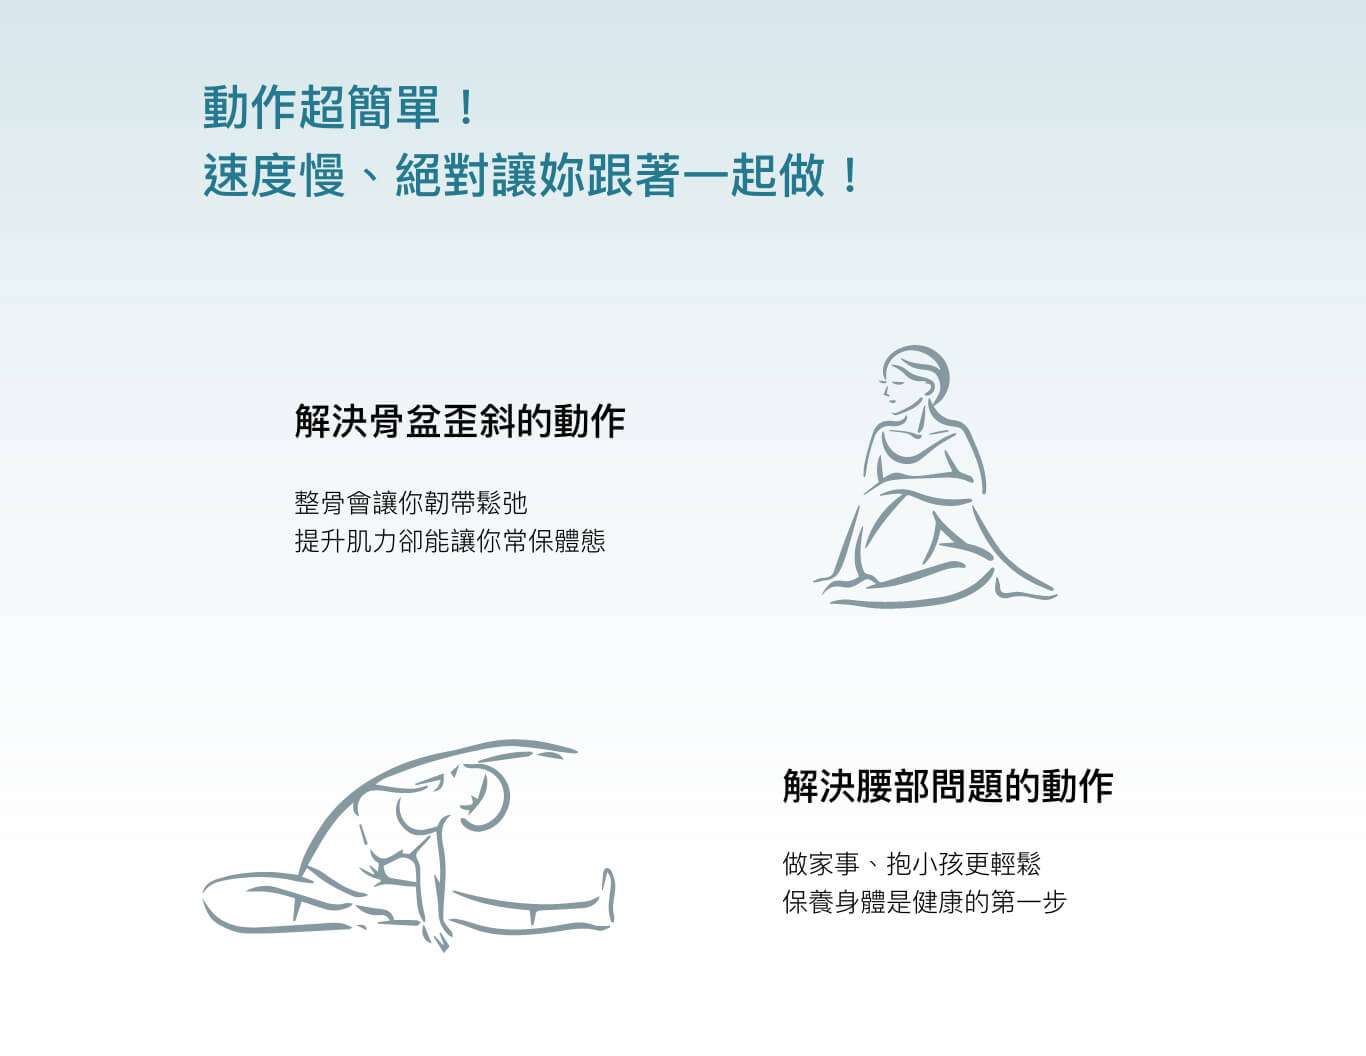 動作超簡單！
速度慢、絕對讓妳跟著一起做！
解決骨盆歪斜的動作
整骨會讓你韌帶鬆弛
提升肌力卻能讓你常保體態
解決腰部問題的動作
做家事、抱小孩更輕鬆
保養身體是健康的第一步